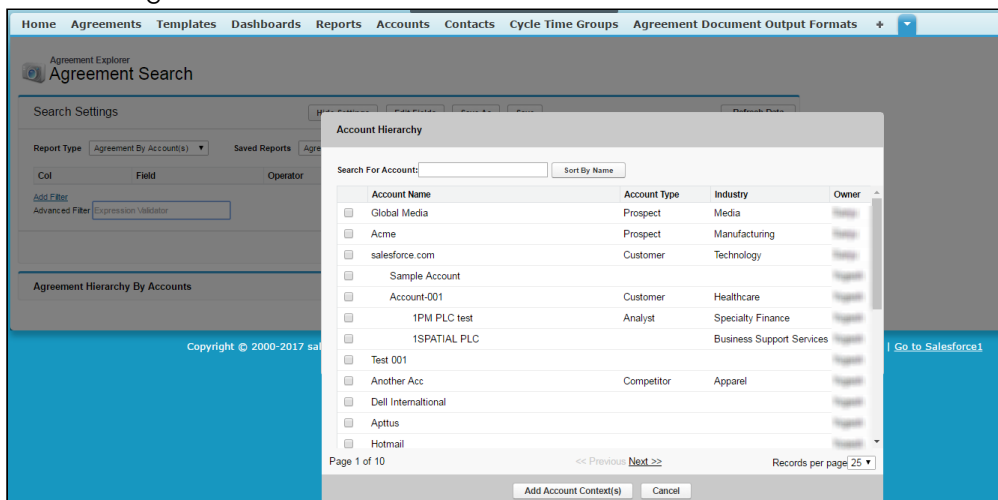 Home Agreements Templates Dashboards Reports Accounts Contacts Cycle Time Groups Agreement Document Output Formats +
Agreement Explorer
Agreement Search
Search Settings
Report Type Agreement By Account(s) Saved Reports Agre
Col Field Operator
Add Filter
Advanced Filter Expression Validator
Agreement Hierarchy By Accounts
Copyright © 2000-2017 sal
| Go to Salesforce1
Account Hierarchy
Search For Account: Sort By Name
Account Name Account Type Industry Owner
Global Media Prospect Media
Acme Prospect Manufacturing
salesforce.com Customer Technology
Sample Account
Account-001 Customer Healthcare
1PM PLC test Analyst Specialty Finance
1SPATIAL PLC Business Support Services
Test 001
Another Acc Competitor Apparel
Dell Internaltional
Apttus
Hotmail
Page 1 of 10 << Previous Next >> Records per page 25
Add Account Context(s) Cancel